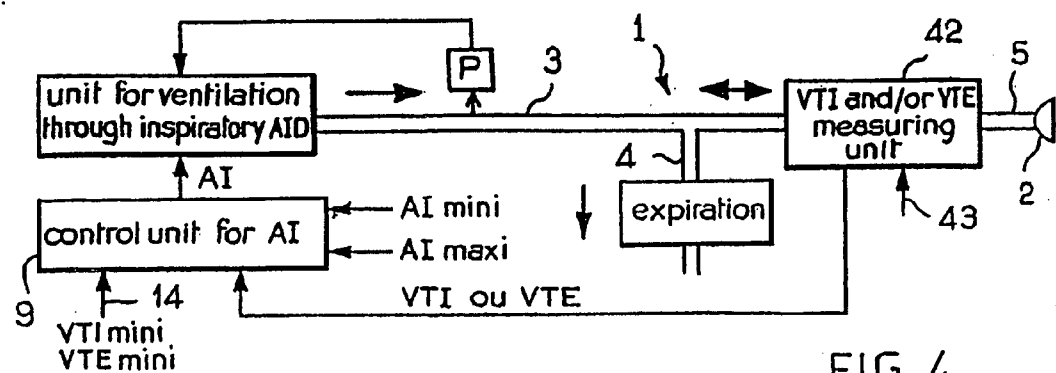 1
42
P
3
5
unit for ventilation
through inspiratory AID
VTI and/or VTE
measuring
unit
4
2
AI
AI mini
expiration
control unit for AI
43
AI maxi
9
14
VTI ou VTE
VTI mini
VTE mini
FIG. 4